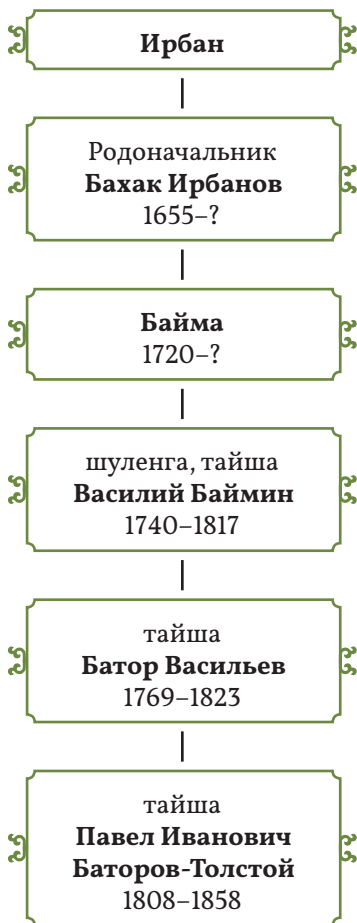 Ирбан
Родоначальник
Бахак Ирбанов
1655–?
Байма
1720–?
шуленга, тайша
Василий Баймин
1740–1817
тайша
Батор Васильев
1769–1823
тайша
Павел Иванович
Баторов-Толстой
1808–1858